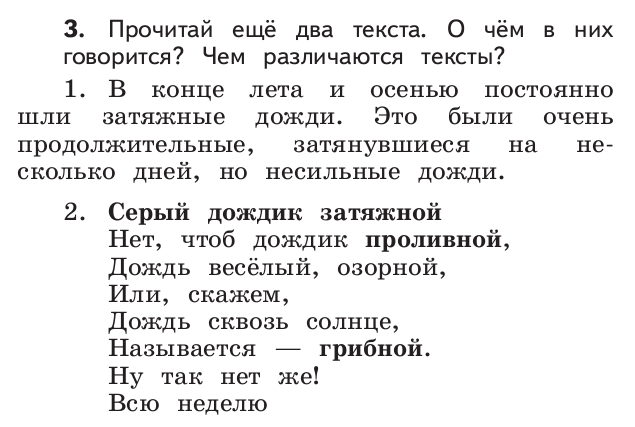 3. Прочитай ещё два текста. О чём в них
говорится? Чем различаются тексты?
1. В конце лета и осенью постоянно
шли затяжные дожди. Это были очень
продолжительные, затянувшиеся на не-
сколько дней, но несильные дожди.
2. Серый дождик затяжной
Нет, чтоб дождик проливной,
Дождь весёлый, озорной,
Или, скажем,
Дождь сквозь солнце,
Называется — грибной.
Ну так нет же!
Всю неделю